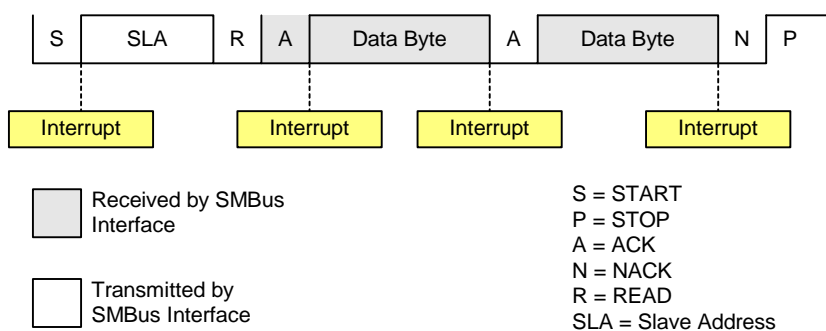 S SLA R A Data Byte A Data Byte N P
Interrupt Interrupt Interrupt Interrupt
Received by SMBus
Interface
Transmitted by
SMBus Interface
S = START
P = STOP
A = ACK
N = NACK
R = READ
SLA = Slave Address